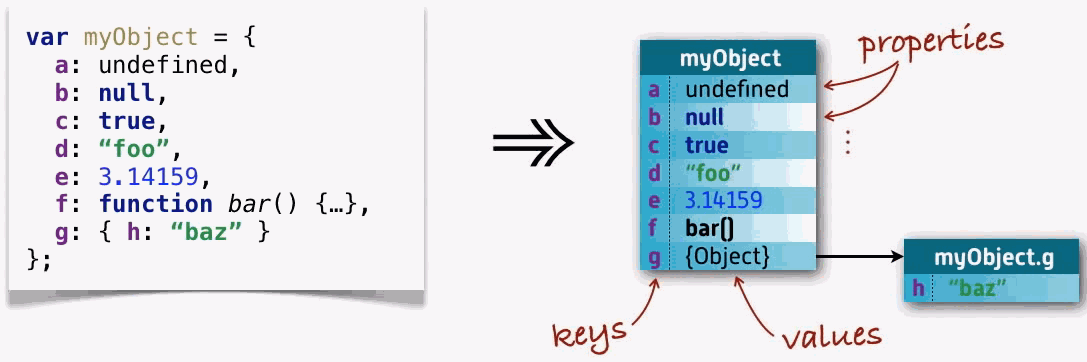 var myObject = {
a: undefined,
b: null,
c: true,
d: “foo”,
e: 3.14159,
f: function bar() {…},
g: { h: “baz” }
};
properties
myObject
a undefined
b null
c true
d “foo”
e 3.14159
f bar()
g {Object}
myObject.g
h “baz”
keys
values